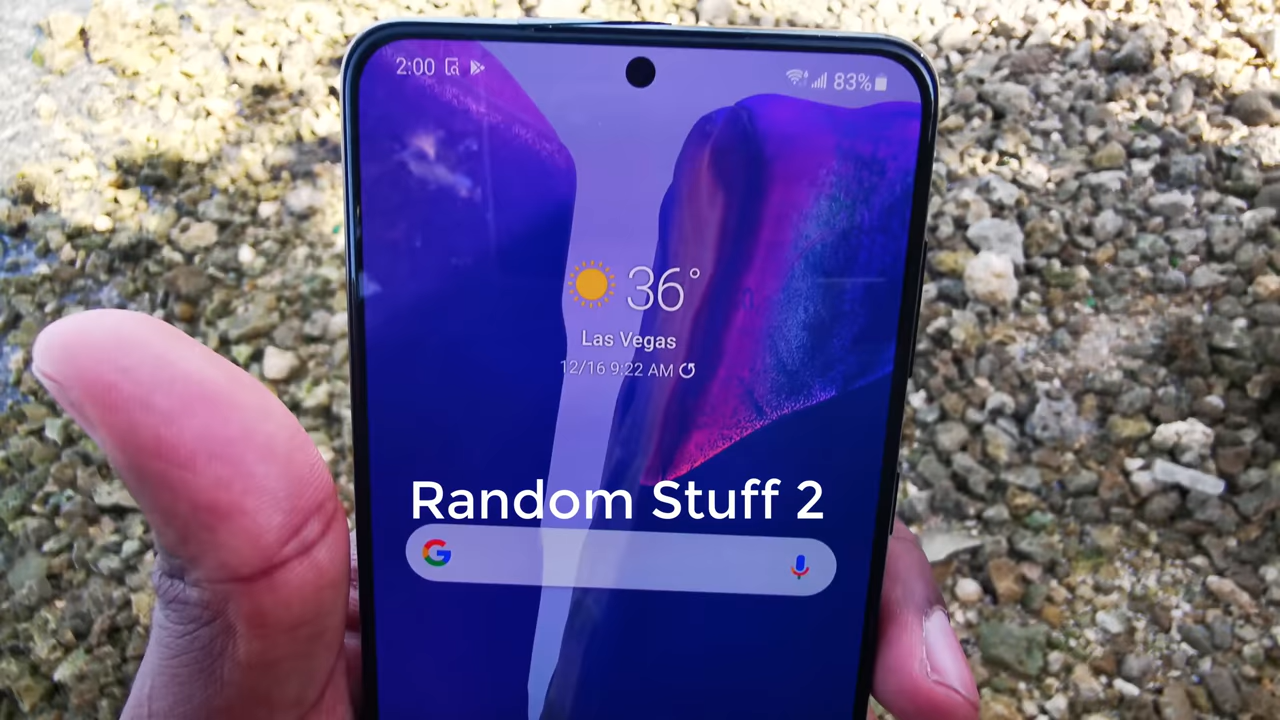 2:00
83%
36°
Las Vegas
12/16 9:22 AM
Random Stuff 2
G